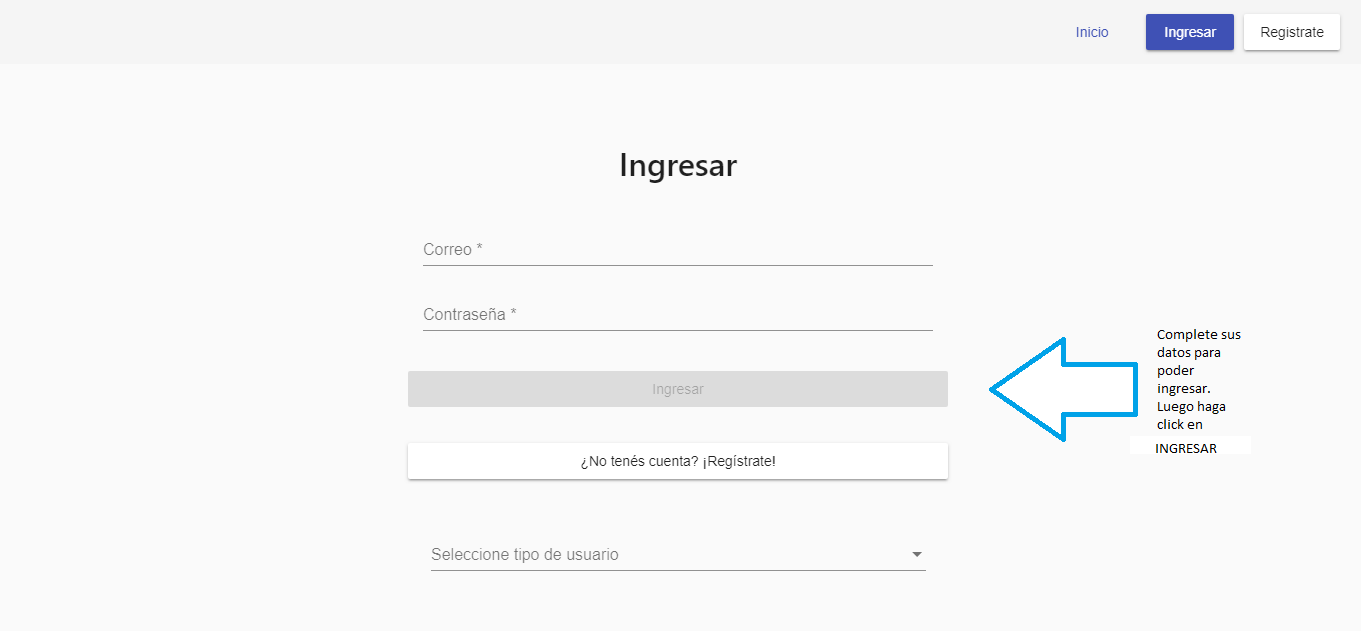 Inicio Ingresar Registrate
Ingresar
Correo *
Contraseña *
Ingresar
¿No tenés cuenta? ¡Regístrate!
Seleccione tipo de usuario
Complete sus
datos para
poder
ingresar.
Luego haga
click en
INGRESAR